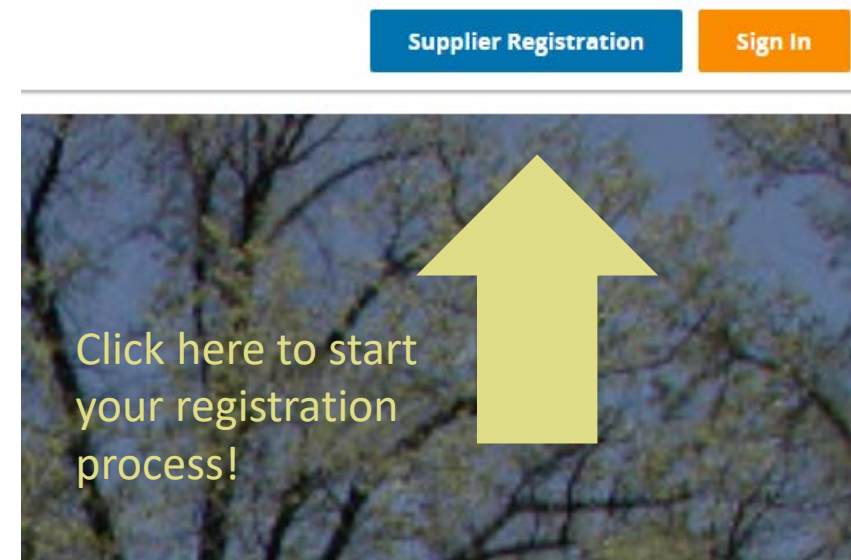 Supplier Registration
Sign In
Click here to start
your registration
process!